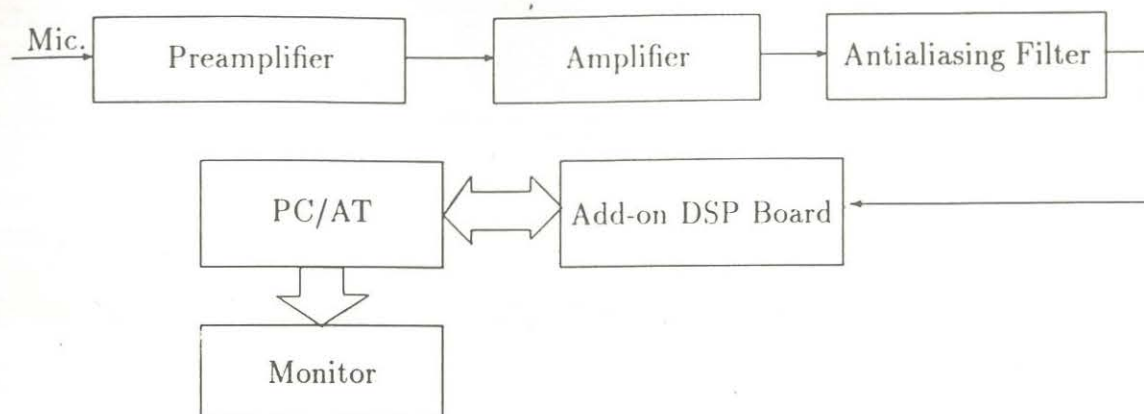 Mic.
Preamplifier
Amplifier
Antialiasing Filter
PC/AT
Add-on DSP Board
Monitor